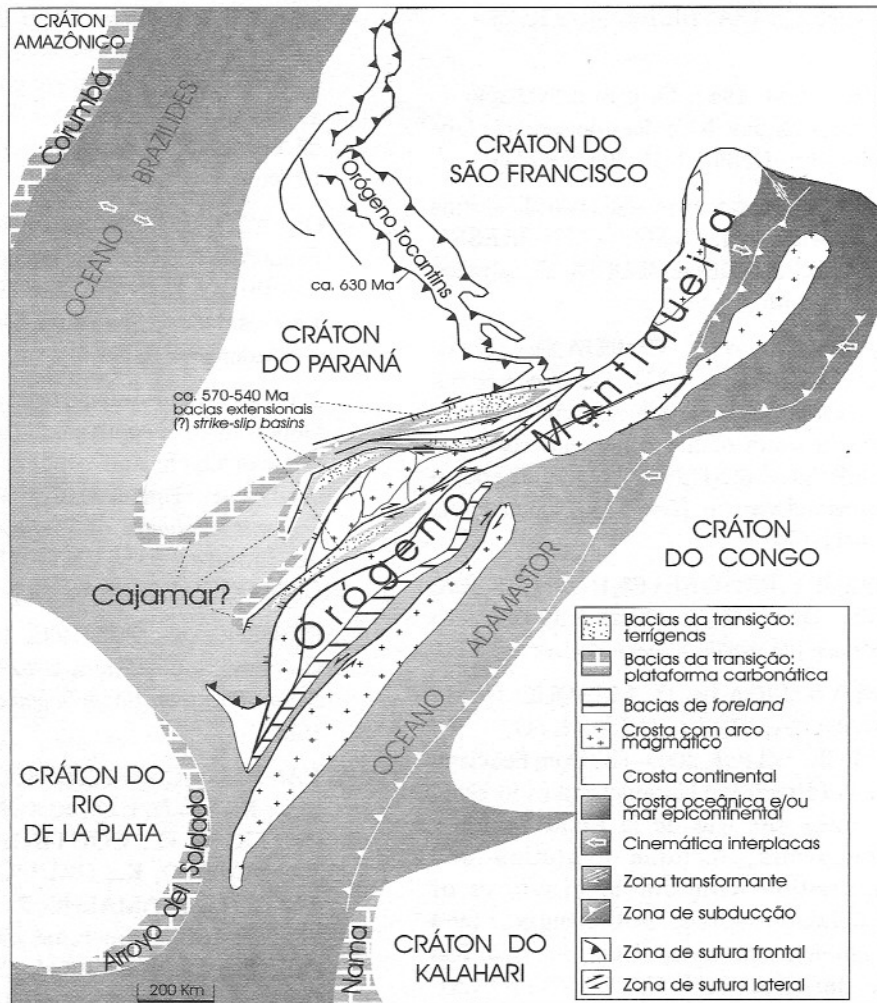 CRÁTON
AMAZÔNICO
Corumbá
OCEANO
BRAZILIDES
CRÁTON DO
SÃO FRANCISCO
Orógeno Tocantins
ca. 630 Ma
CRÁTON
DO PARANÁ
ca. 570-540 Ma
bacias extensionais
(?) strike-slip basins
Orógeno Mantiqueira
Cajamar?
OCEANO ADAMASTOR
CRÁTON
DO CONGO
CRÁTON DO
RIO
DE LA PLATA
Arroyo del Soldado
Nama
CRÁTON DO
KALAHARI
200 Km
Bacias da transição:
terrígenas
Bacias da transição:
plataforma carbonática
Bacias de foreland
Crosta com arco
magmático
Crosta continental
Crosta oceânica e/ou
mar epicontinental
Cinemática interplacas
Zona transformante
Zona de subducção
Zona de sutura frontal
Zona de sutura lateral